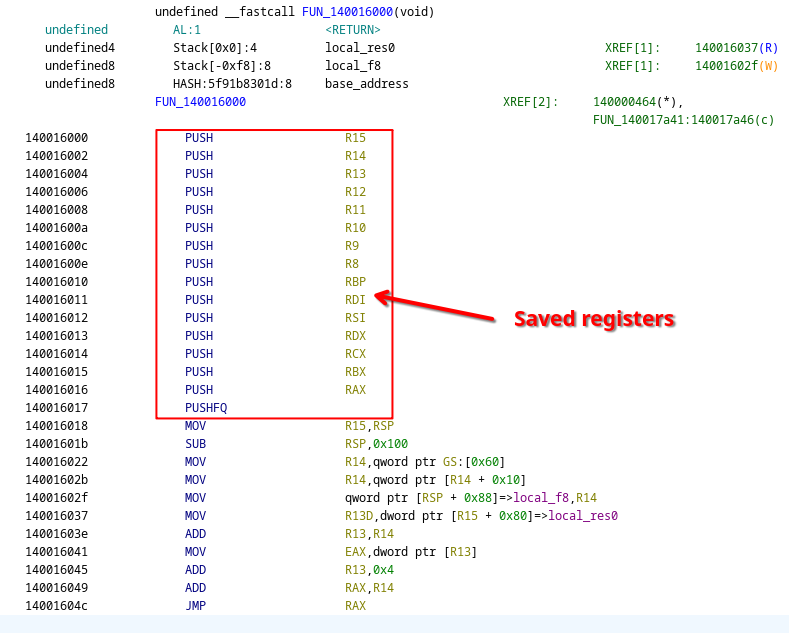 undefined __fastcall FUN_140016000(void)
undefined AL:1 <RETURN>
undefined4 Stack[0x0]:4 local_res0 XREF[1]: 140016037(R)
undefined8 Stack[-0xf8]:8 local_f8 XREF[1]: 14001602f(W)
undefined8 HASH:5f91b8301d:8 base_address
FUN_140016000 XREF[2]: 140000464(*),
FUN_140017a41:140017a46(c)
140016000 PUSH R15
140016002 PUSH R14
140016004 PUSH R13
140016006 PUSH R12
140016008 PUSH R11
14001600a PUSH R10
14001600c PUSH R9
14001600e PUSH R8
140016010 PUSH RBP
140016011 PUSH RDI
140016012 PUSH RSI
Saved registers
140016013 PUSH RDX
140016014 PUSH RCX
140016015 PUSH RBX
140016016 PUSH RAX
140016017 PUSHFQ
140016018 MOV R15,RSP
14001601b SUB RSP,0x100
140016022 MOV R14,qword ptr GS:[0x60]
14001602b MOV R14,qword ptr [R14 + 0x10]
14001602f MOV qword ptr [RSP + 0x88]=>local_f8,R14
140016037 MOV R13D,dword ptr [R15 + 0x80]=>local_res0
14001603e ADD R13,R14
140016041 MOV EAX,dword ptr [R13]
140016045 ADD R13,0x4
140016049 ADD RAX,R14
14001604c JMP RAX